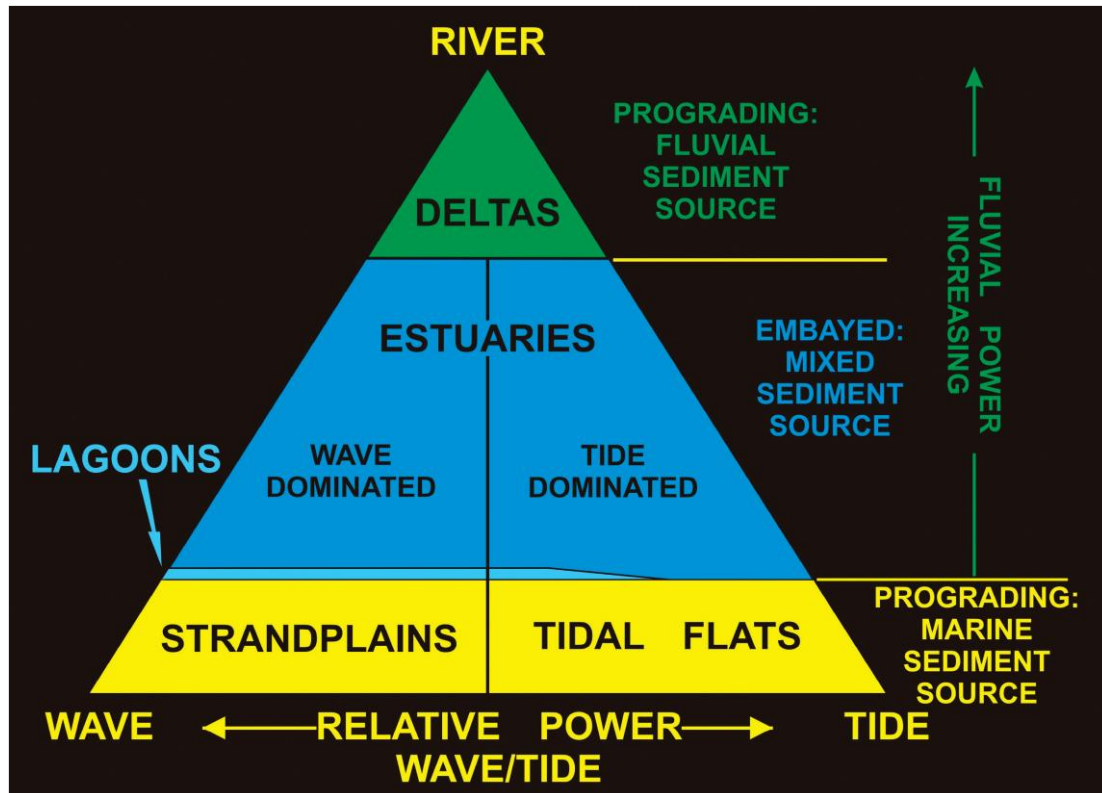 RIVER
PROGRADING:
FLUVIAL
SEDIMENT
SOURCE
DELTAS
FLUVIAL POWER
INCREASING
ESTUARIES
EMBAYED:
MIXED
SEDIMENT
SOURCE
LAGOONS
WAVE
DOMINATED
TIDE
DOMINATED
STRANDPLAINS
TIDAL FLATS
PROGRADING:
MARINE
SEDIMENT
SOURCE
WAVE
RELATIVE POWER
TIDE
WAVE/TIDE